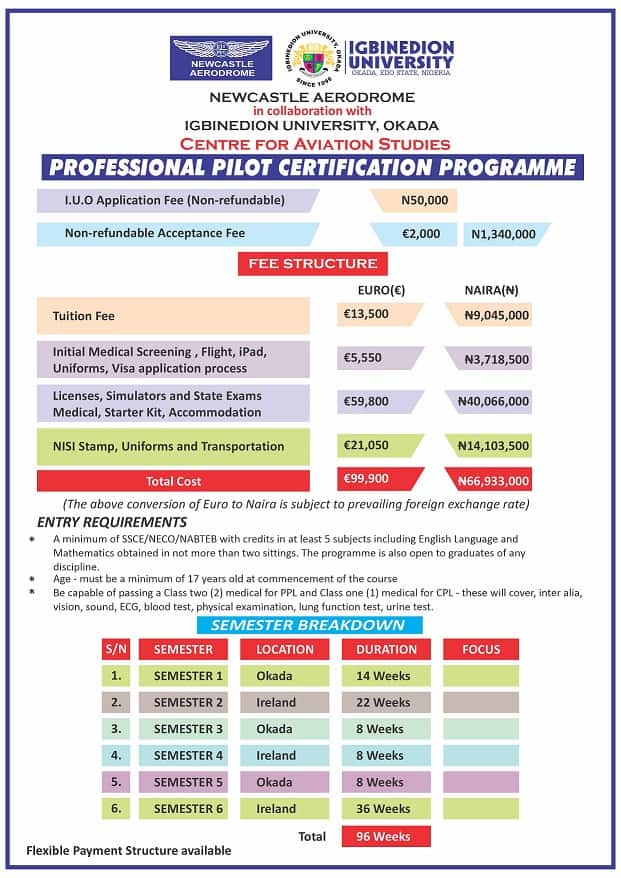 NEWCASTLE
AERODROME
IGBINEDION UNIVERSITY, OKADA
SINCE 1999
IGBINEDION
UNIVERSITY
OKADA, EDO STATE, NIGERIA
NEWCASTLE AERODROME
in collaboration with
IGBINEDION UNIVERSITY, OKADA
CENTRE FOR AVIATION STUDIES
PROFESSIONAL PILOT CERTIFICATION PROGRAMME
I.U.O Application Fee (Non-refundable) N50,000
Non-refundable Acceptance Fee €2,000 N1,340,000
FEE STRUCTURE
EURO(€) NAIRA(₦)
Tuition Fee €13,500 ₦9,045,000
Initial Medical Screening , Flight, iPad,
Uniforms, Visa application process €5,550 ₦3,718,500
Licenses, Simulators and State Exams
Medical, Starter Kit, Accommodation €59,800 ₦40,066,000
NISI Stamp, Uniforms and Transportation €21,050 ₦14,103,500
Total Cost €99,900 ₦66,933,000
(The above conversion of Euro to Naira is subject to prevailing foreign exchange rate)
ENTRY REQUIREMENTS
* A minimum of SSCE/NECO/NABTEB with credits in at least 5 subjects including English Language and
Mathematics obtained in not more than two sittings. The programme is also open to graduates of any
discipline.
* Age - must be a minimum of 17 years old at commencement of the course
* Be capable of passing a Class two (2) medical for PPL and Class one (1) medical for CPL - these will cover, inter alia,
vision, sound, ECG, blood test, physical examination, lung function test, urine test.
SEMESTER BREAKDOWN
S/N SEMESTER LOCATION DURATION FOCUS
1. SEMESTER 1 Okada 14 Weeks
2. SEMESTER 2 Ireland 22 Weeks
3. SEMESTER 3 Okada 8 Weeks
4. SEMESTER 4 Ireland 8 Weeks
5. SEMESTER 5 Okada 8 Weeks
6. SEMESTER 6 Ireland 36 Weeks
Total 96 Weeks
Flexible Payment Structure available